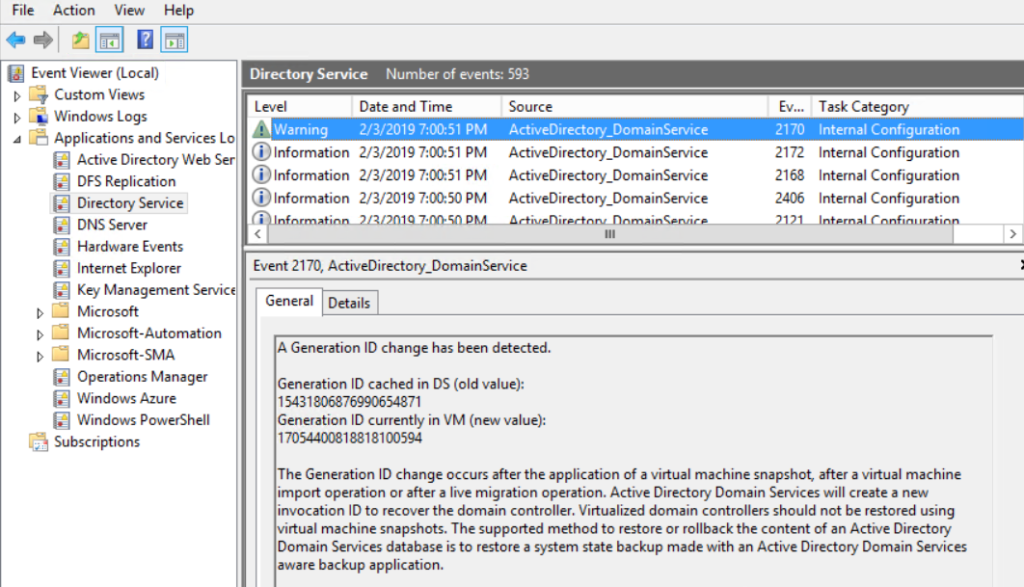 File Action View Help
Event Viewer (Local)
Custom Views
Windows Logs
Applications and Services Lo
Active Directory Web Ser
DFS Replication
Directory Service
DNS Server
Hardware Events
Internet Explorer
Key Management Service
Microsoft
Microsoft-Automation
Microsoft-SMA
Operations Manager
Windows Azure
Windows PowerShell
Subscriptions
Directory Service Number of events: 593
Level Date and Time Source Ev... Task Category
Warning 2/3/2019 7:00:51 PM ActiveDirectory_DomainService 2170 Internal Configuration
Information 2/3/2019 7:00:51 PM ActiveDirectory_DomainService 2172 Internal Configuration
Information 2/3/2019 7:00:51 PM ActiveDirectory_DomainService 2168 Internal Configuration
Information 2/3/2019 7:00:50 PM ActiveDirectory_DomainService 2406 Internal Configuration
Information 2/3/2019 7:00:50 PM ActiveDirectory_DomainService 2121 Internal Configuration
Event 2170, ActiveDirectory_DomainService
General Details
A Generation ID change has been detected.
Generation ID cached in DS (old value):
15431806876990654871
Generation ID currently in VM (new value):
17054400818818100594
The Generation ID change occurs after the application of a virtual machine snapshot, after a virtual machine
import operation or after a live migration operation. Active Directory Domain Services will create a new
invocation ID to recover the domain controller. Virtualized domain controllers should not be restored using
virtual machine snapshots. The supported method to restore or rollback the content of an Active Directory
Domain Services database is to restore a system state backup made with an Active Directory Domain Services
aware backup application.